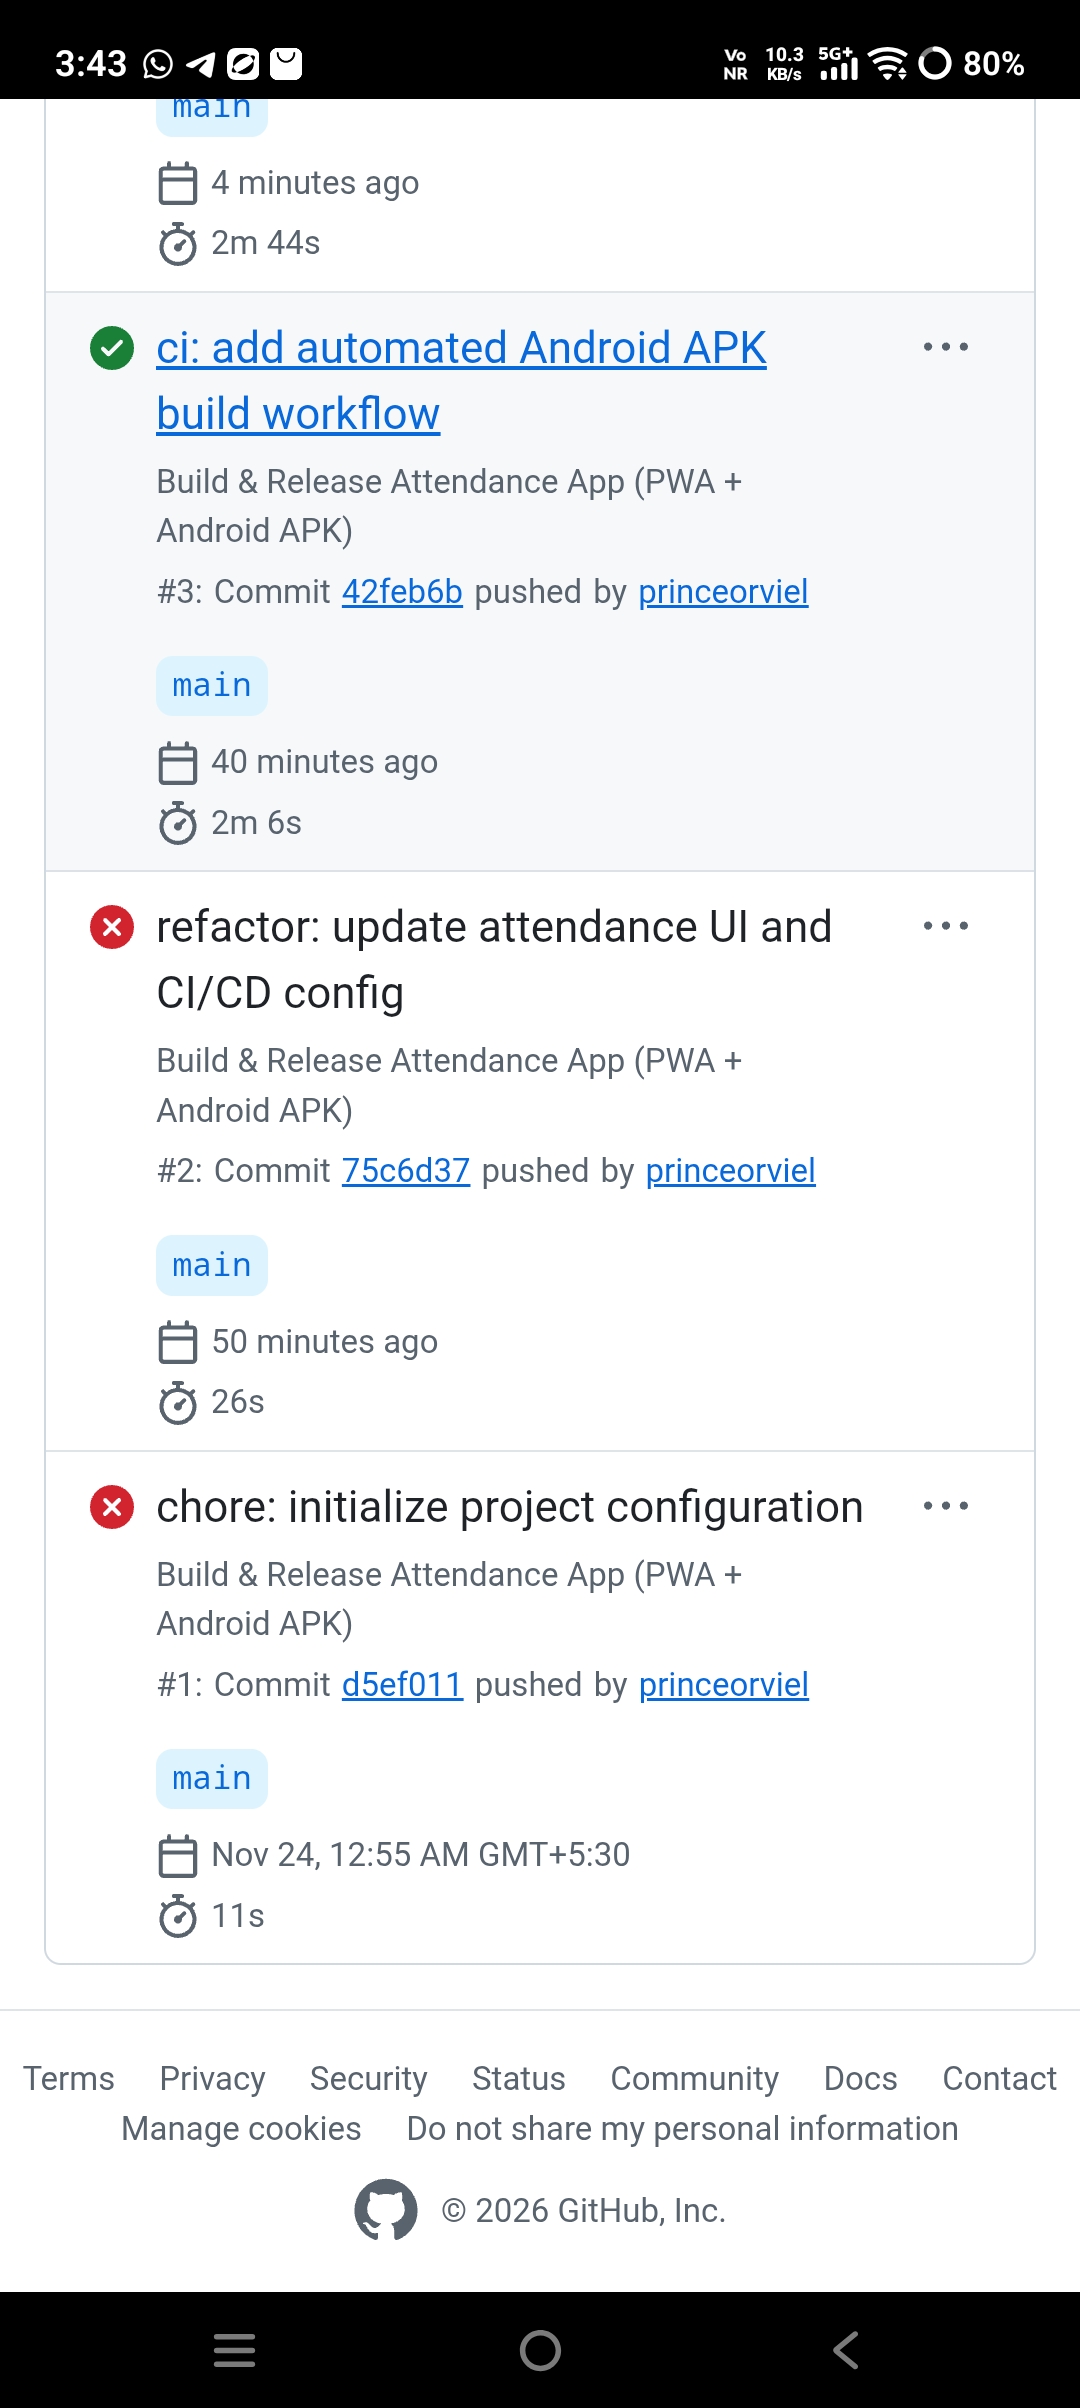 3:43
Vo
NR
10.3
KB/s
5G+
80%
main
4 minutes ago
2m 44s
ci: add automated Android APK
build workflow
Build & Release Attendance App (PWA +
Android APK)
#3: Commit 42feb6b pushed by princeorviel
main
40 minutes ago
2m 6s
refactor: update attendance UI and
CI/CD config
Build & Release Attendance App (PWA +
Android APK)
#2: Commit 75c6d37 pushed by princeorviel
main
50 minutes ago
26s
chore: initialize project configuration
Build & Release Attendance App (PWA +
Android APK)
#1: Commit d5ef011 pushed by princeorviel
main
Nov 24, 12:55 AM GMT+5:30
11s
Terms Privacy Security Status Community Docs Contact
Manage cookies Do not share my personal information
© 2026 GitHub, Inc.